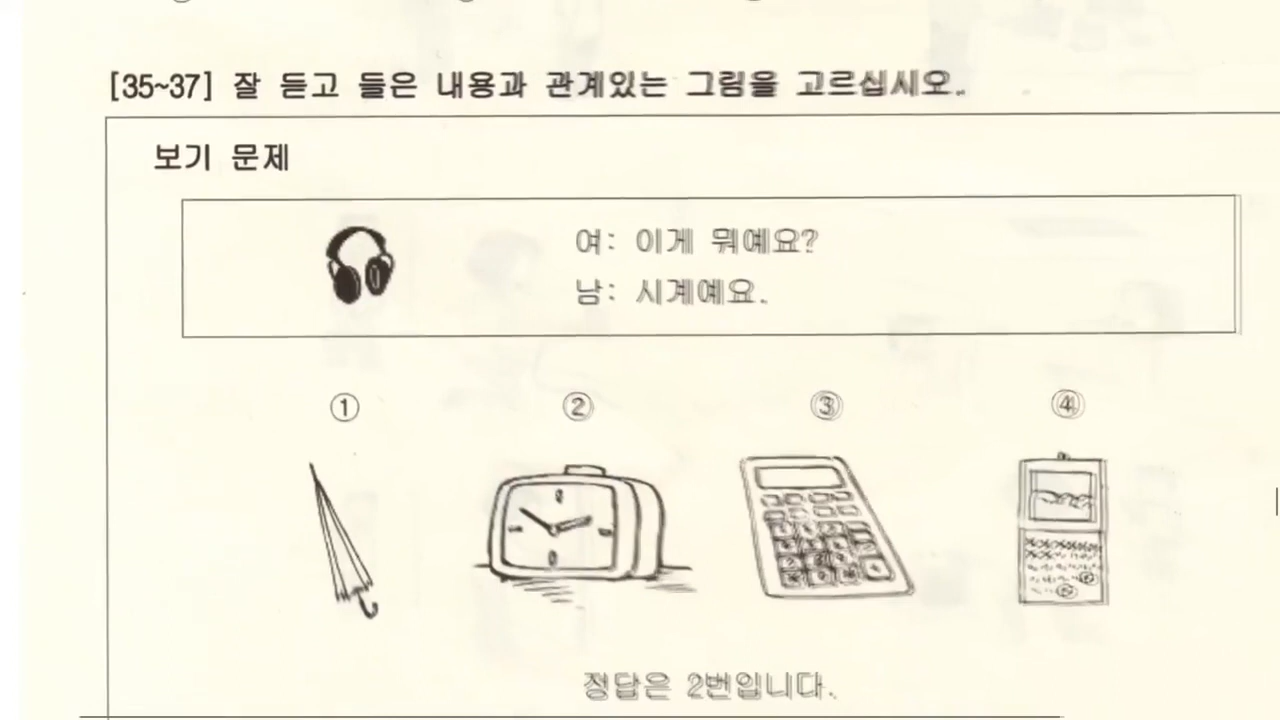 [35~37] 잘 듣고 들은 내용과 관계있는 그림을 고르십시오.
보기 문제
여: 이게 뭐예요?
남: 시계예요.
① ② ③ ④
정답은 2번입니다.